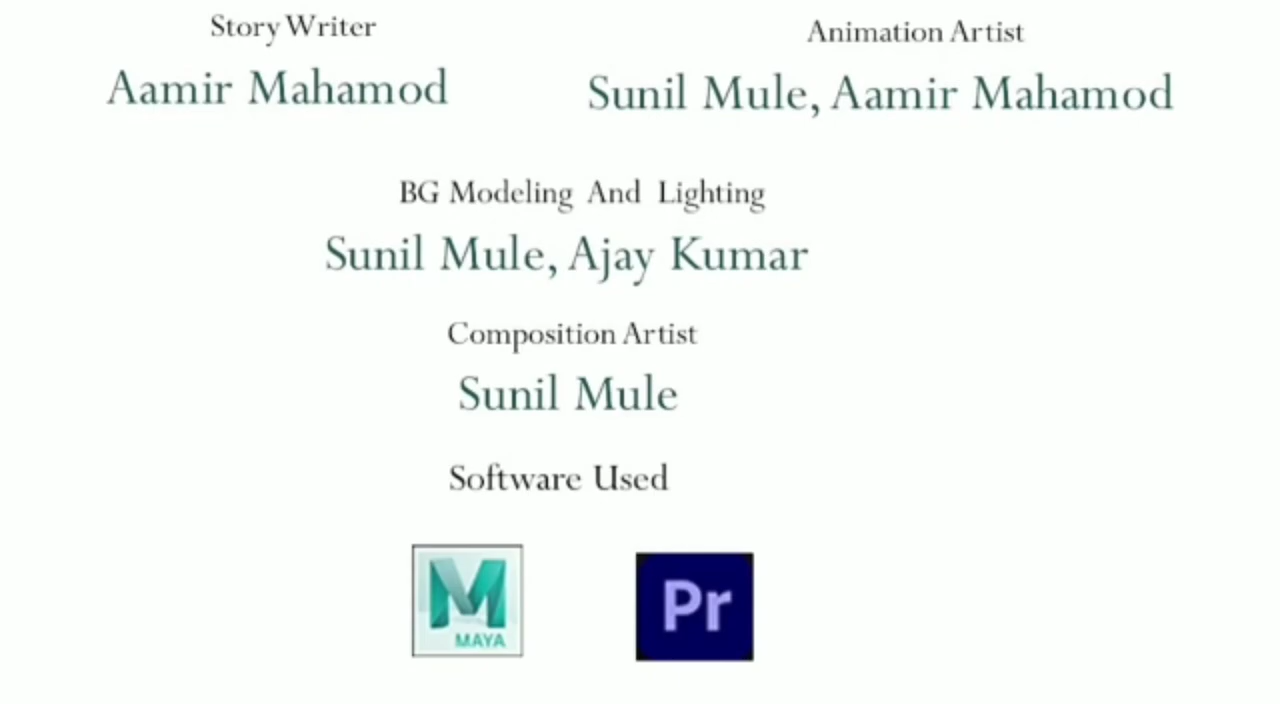 Story Writer
Animation Artist
Aamir Mahamod
Sunil Mule, Aamir Mahamod
BG Modeling And Lighting
Sunil Mule, Ajay Kumar
Composition Artist
Sunil Mule
Software Used
M
MAYA
Pr